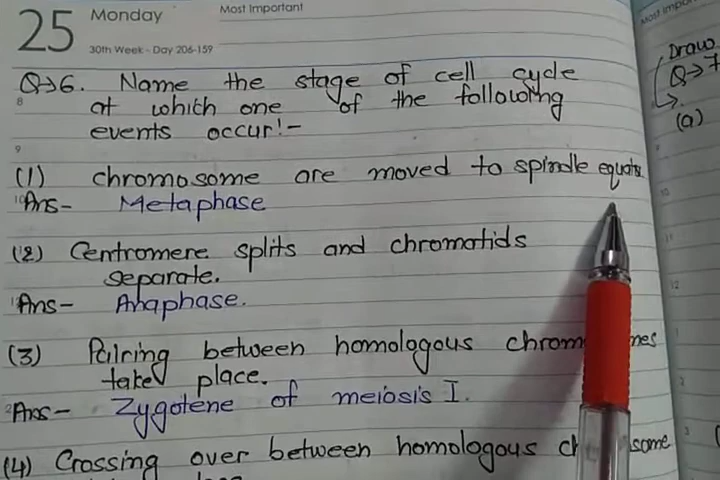 25 Monday
Most Important
30th Week - Day 206-159
Q→6. Name the stage of cell cycle
8
at which one of the following
events occur!-
9
(1) chromosome are moved to spindle equator
10
Ans- Metaphase
(2) Centromere splits and chromatids
separate.
Ans- Anaphase.
(3) Pairing between homologous
take place.
Ans- Zygotene of meiosis I.
(4) Crossing over between homologous
Draw
Q→7
(a)